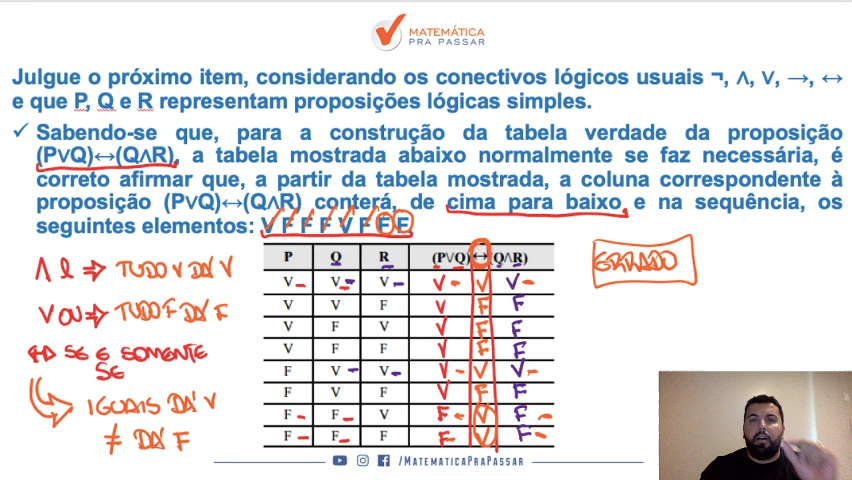 MATEMÁTICA
PRA PASSAR
Julgue o próximo item, considerando os conectivos lógicos usuais ¬, ∧, ∨, →, ↔
e que P, Q e R representam proposições lógicas simples.
✓ Sabendo-se que, para a construção da tabela verdade da proposição
(P∨Q)↔(Q∧R), a tabela mostrada abaixo normalmente se faz necessária, é
correto afirmar que, a partir da tabela mostrada, a coluna correspondente à
proposição (P∨Q)↔(Q∧R) conterá, de cima para baixo e na sequência, os
seguintes elementos: V F F F V F F F
P Q R (P∨Q) ↔ (Q∧R)
V V V V V V
V V F V F F
V F V V F F
V F F V F F
F V V V V V
F V F V F F
F F V F V F
F F F F V F
∧ e ⇒ TUDO V DÁ V
∨ OU ⇒ TUDO F DÁ F
↔ SE E SOMENTE
SE
IGUAIS DÁ V
≠ DÁ F
ERRADO
/MatematicaPraPassar